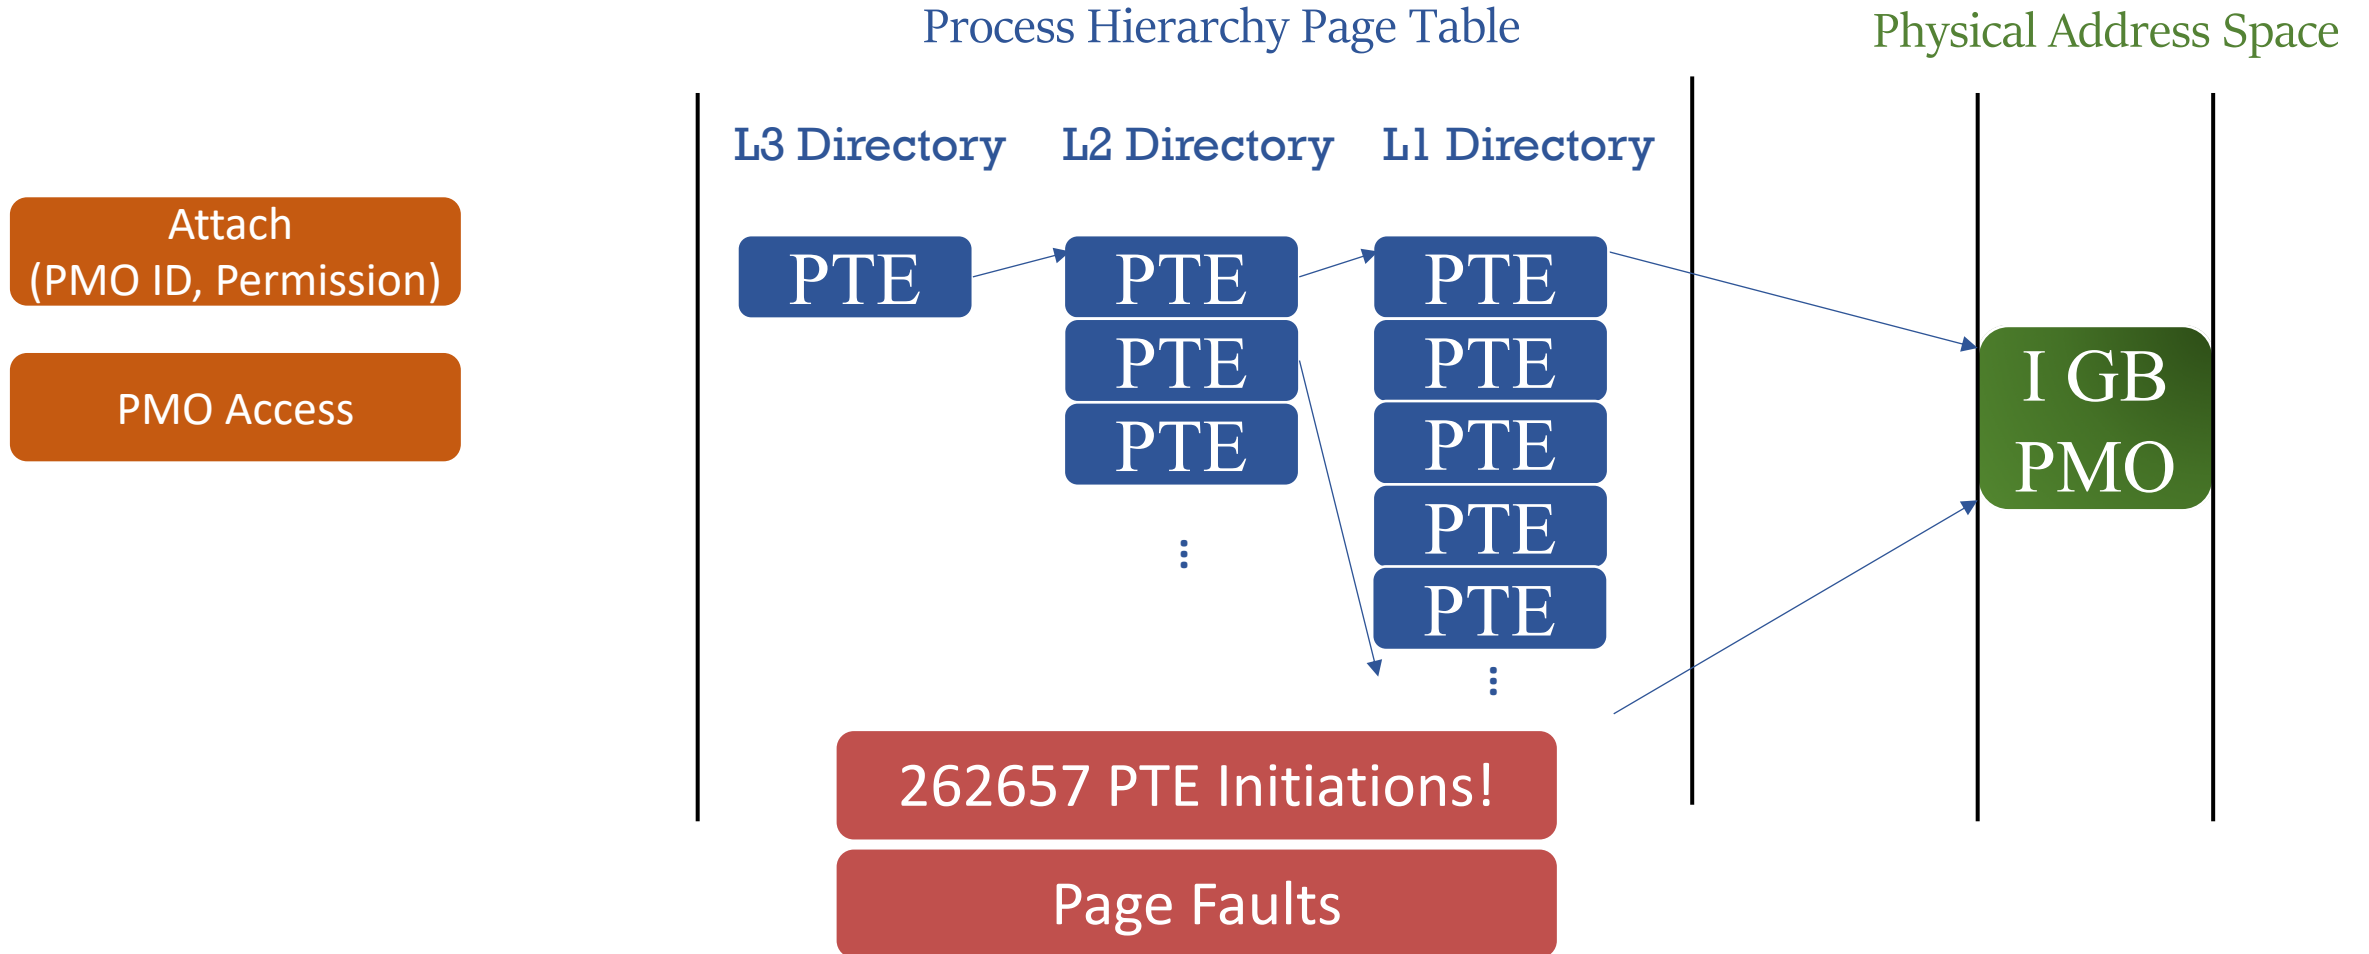 Process Hierarchy Page Table
Physical Address Space
L3 Directory
L2 Directory
L1 Directory
Attach
(PMO ID, Permission)
PMO Access
PTE
PTE
PTE
PTE
⋮
PTE
PTE
PTE
PTE
PTE
⋮
I GB
PMO
262657 PTE Initiations!
Page Faults